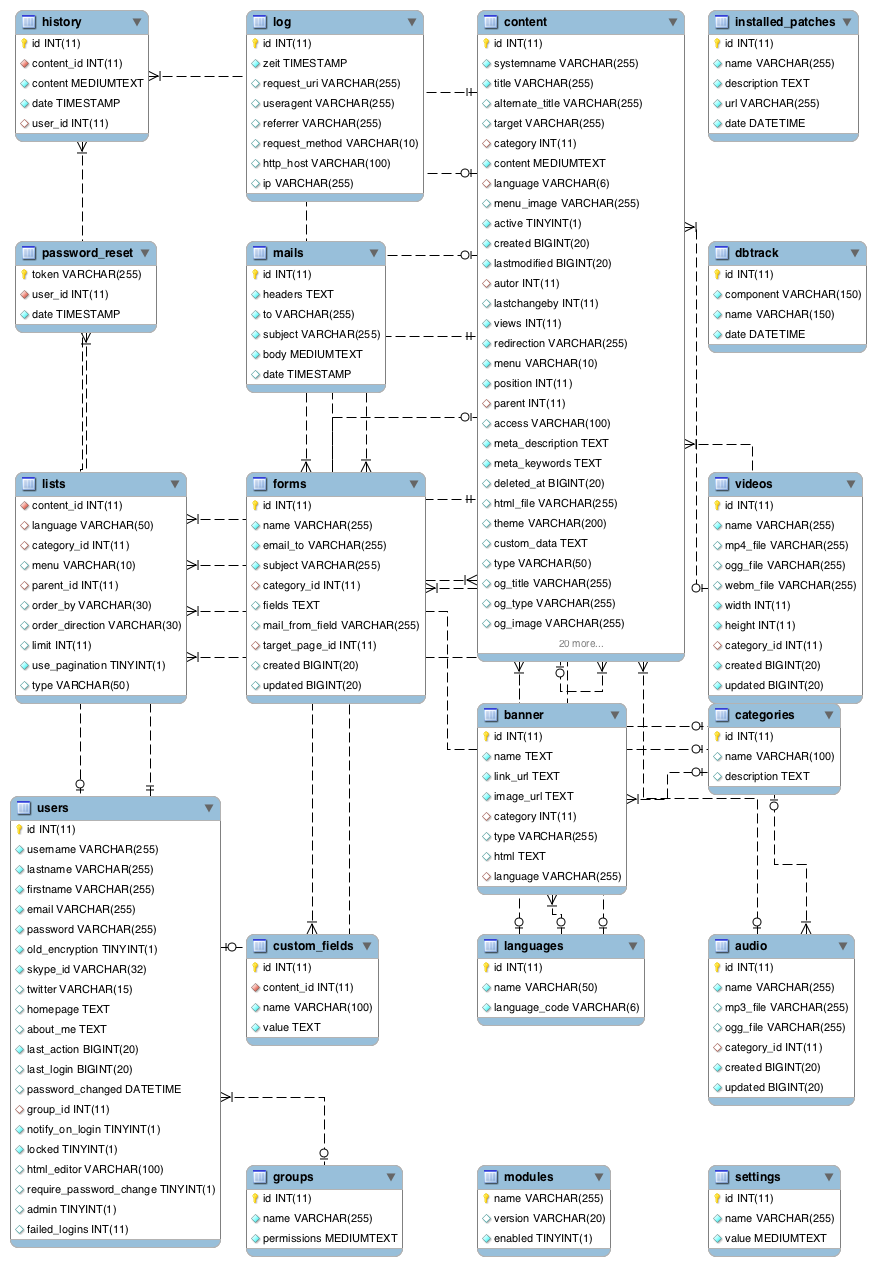 history
id INT(11)
content_id INT(11)
content MEDIUMTEXT
date TIMESTAMP
user_id INT(11)
log
id INT(11)
zeit TIMESTAMP
request_uri VARCHAR(255)
useragent VARCHAR(255)
referrer VARCHAR(255)
request_method VARCHAR(10)
http_host VARCHAR(100)
ip VARCHAR(255)
content
id INT(11)
systemname VARCHAR(255)
title VARCHAR(255)
alternate_title VARCHAR(255)
target VARCHAR(255)
category INT(11)
content MEDIUMTEXT
language VARCHAR(6)
menu_image VARCHAR(255)
active TINYINT(1)
created BIGINT(20)
lastmodified BIGINT(20)
autor INT(11)
lastchangeby INT(11)
views INT(11)
redirection VARCHAR(255)
menu VARCHAR(10)
position INT(11)
parent INT(11)
access VARCHAR(100)
meta_description TEXT
meta_keywords TEXT
deleted_at BIGINT(20)
html_file VARCHAR(255)
theme VARCHAR(200)
custom_data TEXT
type VARCHAR(50)
og_title VARCHAR(255)
og_type VARCHAR(255)
og_image VARCHAR(255)
20 more...
installed_patches
id INT(11)
name VARCHAR(255)
description TEXT
url VARCHAR(255)
date DATETIME
password_reset
token VARCHAR(255)
user_id INT(11)
date TIMESTAMP
mails
id INT(11)
headers TEXT
to VARCHAR(255)
subject VARCHAR(255)
body MEDIUMTEXT
date TIMESTAMP
dbtrack
id INT(11)
component VARCHAR(150)
name VARCHAR(150)
date DATETIME
lists
content_id INT(11)
language VARCHAR(50)
category_id INT(11)
menu VARCHAR(10)
parent_id INT(11)
order_by VARCHAR(30)
order_direction VARCHAR(30)
limit INT(11)
use_pagination TINYINT(1)
type VARCHAR(50)
forms
id INT(11)
name VARCHAR(255)
email_to VARCHAR(255)
subject VARCHAR(255)
category_id INT(11)
fields TEXT
mail_from_field VARCHAR(255)
target_page_id INT(11)
created BIGINT(20)
updated BIGINT(20)
videos
id INT(11)
name VARCHAR(255)
mp4_file VARCHAR(255)
ogg_file VARCHAR(255)
webm_file VARCHAR(255)
width INT(11)
height INT(11)
category_id INT(11)
created BIGINT(20)
updated BIGINT(20)
banner
id INT(11)
name TEXT
link_url TEXT
image_url TEXT
category INT(11)
type VARCHAR(255)
html TEXT
language VARCHAR(255)
categories
id INT(11)
name VARCHAR(100)
description TEXT
users
id INT(11)
username VARCHAR(255)
lastname VARCHAR(255)
firstname VARCHAR(255)
email VARCHAR(255)
password VARCHAR(255)
old_encryption TINYINT(1)
skype_id VARCHAR(32)
twitter VARCHAR(15)
homepage TEXT
about_me TEXT
last_action BIGINT(20)
last_login BIGINT(20)
password_changed DATETIME
group_id INT(11)
notify_on_login TINYINT(1)
locked TINYINT(1)
html_editor VARCHAR(100)
require_password_change TINYINT(1)
admin TINYINT(1)
failed_logins INT(11)
custom_fields
id INT(11)
content_id INT(11)
name VARCHAR(100)
value TEXT
languages
id INT(11)
name VARCHAR(50)
language_code VARCHAR(6)
audio
id INT(11)
name VARCHAR(255)
mp3_file VARCHAR(255)
ogg_file VARCHAR(255)
category_id INT(11)
created BIGINT(20)
updated BIGINT(20)
groups
id INT(11)
name VARCHAR(255)
permissions MEDIUMTEXT
modules
name VARCHAR(255)
version VARCHAR(20)
enabled TINYINT(1)
settings
id INT(11)
name VARCHAR(255)
value MEDIUMTEXT